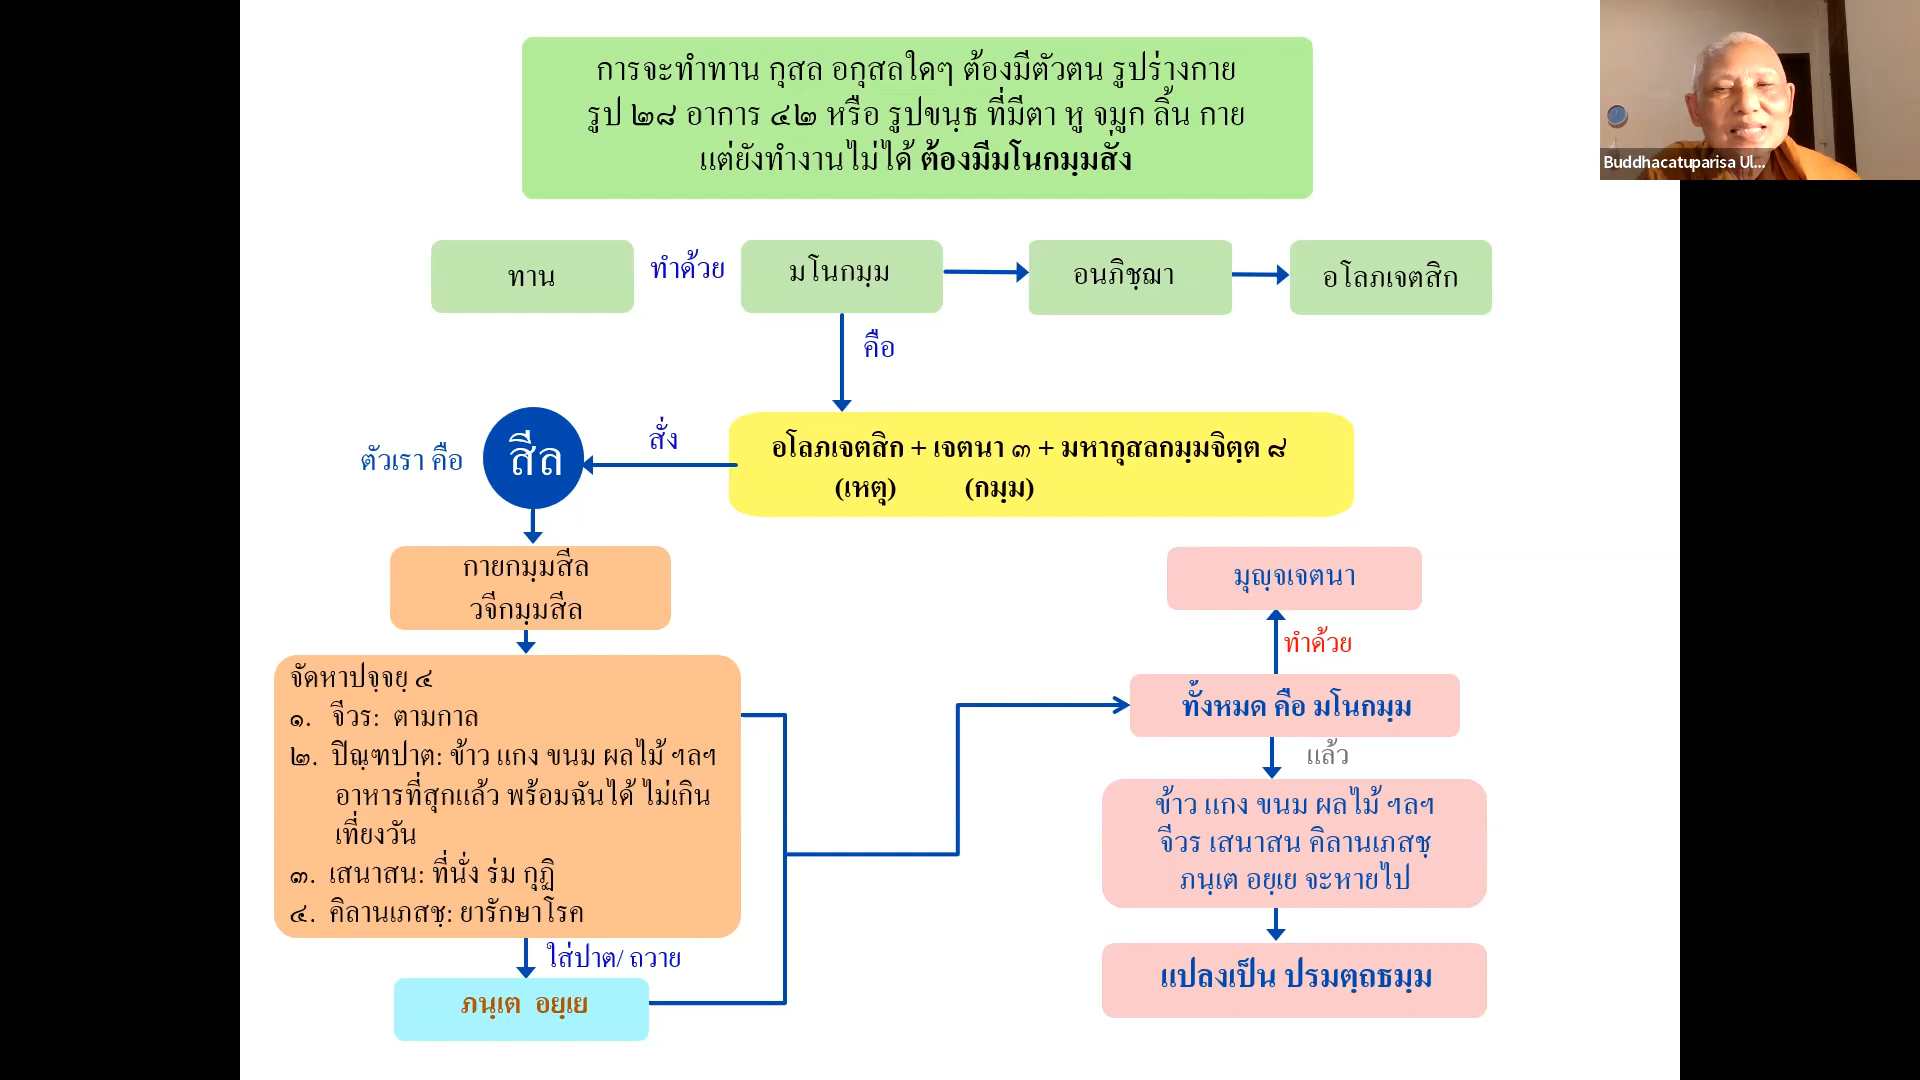 การจะทำทาน กุสล อกุสลใดๆ ต้องมีตัวตน รูปร่างกาย
รูป ๒๘ อาการ ๔๒ หรือ รูปขนฺธ ที่มีตา หู จมูก ลิ้น กาย
แต่ยังทำงานไม่ได้ ต้องมีมโนกมฺมสั่ง
Buddhacatuparisa Ul...
ทาน
ทำด้วย
มโนกมฺม
อนภิชฺฌา
อโลภเจตสิก
คือ
ตัวเรา คือ
สีล
สั่ง
อโลภเจตสิก + เจตนา ๓ + มหากุสลกมฺมจิตฺต ๘
(เหตุ) (กมฺม)
กายกมฺมสีล
วจีกมฺมสีล
จัดหาปจฺจยฺ ๔
๑. จีวร: ตามกาล
๒. ปิณฺฑปาต: ข้าว แกง ขนม ผลไม้ ฯลฯ
อาหารที่สุกแล้ว พร้อมฉันได้ ไม่เกิน
เที่ยงวัน
๓. เสนาสน: ที่นั่ง ร่ม กุฏิ
๔. คิลานเภสชฺ: ยารักษาโรค
ใส่ปาต/ ถวาย
ภนฺเต อยฺเย
มุญฺจเจตนา
ทำด้วย
ทั้งหมด คือ มโนกมฺม
แล้ว
ข้าว แกง ขนม ผลไม้ ฯลฯ
จีวร เสนาสน คิลานเภสชฺ
ภนฺเต อยฺเย จะหายไป
แปลงเป็น ปรมตฺถธมฺม